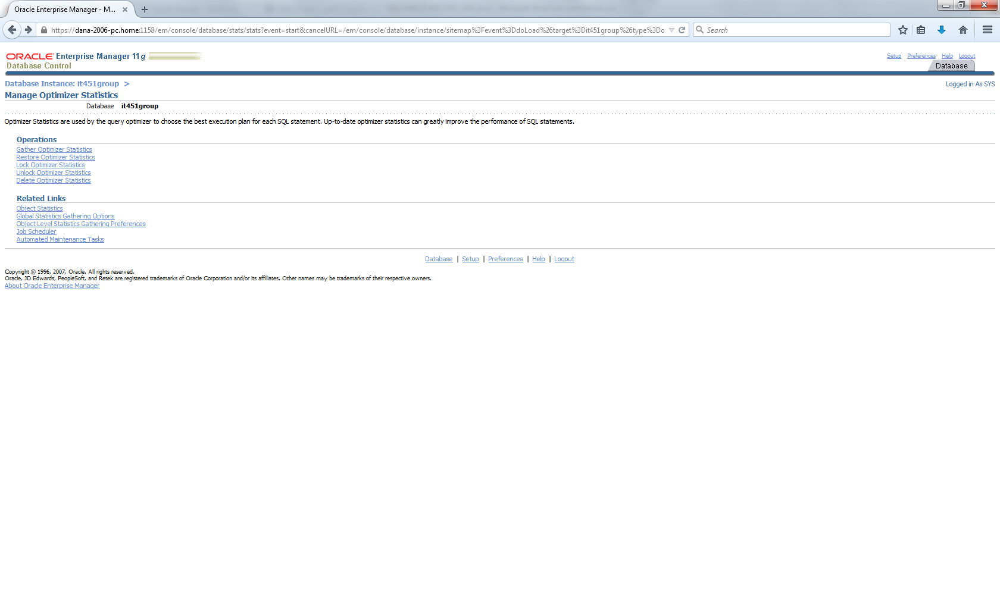 Oracle Enterprise Manager - M...
https://dana-2006-pc.home:1158/em/console/database/stats/stats?event=start&cancelURL=/em/console/database/instance/sitemap%3Fevent%3DdoLoad%26target%3Dit451group%26type%3Do
Search
ORACLE Enterprise Manager 11g
Database Control
Setup Preferences Help Logout
Database
Database Instance: it451group >
Logged in As SYS
Manage Optimizer Statistics
Database it451group
Optimizer Statistics are used by the query optimizer to choose the best execution plan for each SQL statement. Up-to-date optimizer statistics can greatly improve the performance of SQL statements.
Operations
Gather Optimizer Statistics
Restore Optimizer Statistics
Lock Optimizer Statistics
Unlock Optimizer Statistics
Delete Optimizer Statistics
Related Links
Object Statistics
Global Statistics Gathering Options
Object Level Statistics Gathering Preferences
Job Scheduler
Automated Maintenance Tasks
Database | Setup | Preferences | Help | Logout
Copyright © 1996, 2007, Oracle. All rights reserved.
Oracle, JD Edwards, PeopleSoft, and Retek are registered trademarks of Oracle Corporation and/or its affiliates. Other names may be trademarks of their respective owners.
About Oracle Enterprise Manager